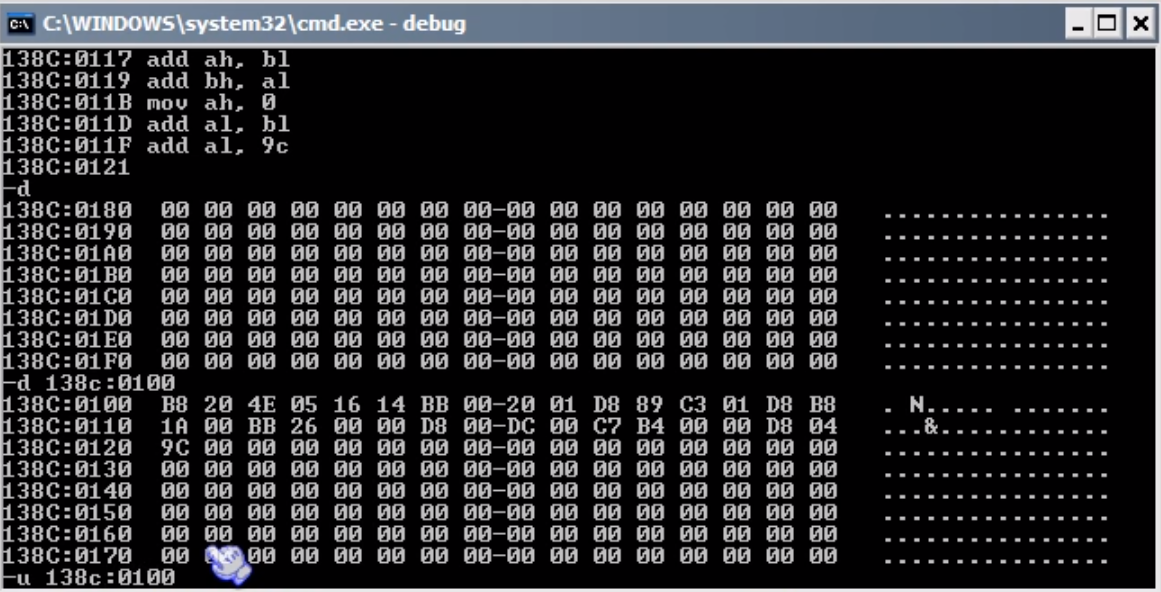 C:\WINDOWS\system32\cmd.exe - debug
138C:0117 add ah, bl
138C:0119 add bh, al
138C:011B mov ah, 0
138C:011D add al, bl
138C:011F add al, 9c
138C:0121
-d
138C:0180  00 00 00 00 00 00 00 00-00 00 00 00 00 00 00 00   ................
138C:0190  00 00 00 00 00 00 00 00-00 00 00 00 00 00 00 00   ................
138C:01A0  00 00 00 00 00 00 00 00-00 00 00 00 00 00 00 00   ................
138C:01B0  00 00 00 00 00 00 00 00-00 00 00 00 00 00 00 00   ................
138C:01C0  00 00 00 00 00 00 00 00-00 00 00 00 00 00 00 00   ................
138C:01D0  00 00 00 00 00 00 00 00-00 00 00 00 00 00 00 00   ................
138C:01E0  00 00 00 00 00 00 00 00-00 00 00 00 00 00 00 00   ................
138C:01F0  00 00 00 00 00 00 00 00-00 00 00 00 00 00 00 00   ................
-d 138c:0100
138C:0100  B8 20 4E 05 16 14 BB 00-20 01 D8 89 C3 01 D8 B8   . N..... .......
138C:0110  1A 00 BB 26 00 00 D8 00-DC 00 C7 B4 00 00 D8 04   ...&............
138C:0120  9C 00 00 00 00 00 00 00-00 00 00 00 00 00 00 00   ................
138C:0130  00 00 00 00 00 00 00 00-00 00 00 00 00 00 00 00   ................
138C:0140  00 00 00 00 00 00 00 00-00 00 00 00 00 00 00 00   ................
138C:0150  00 00 00 00 00 00 00 00-00 00 00 00 00 00 00 00   ................
138C:0160  00 00 00 00 00 00 00 00-00 00 00 00 00 00 00 00   ................
138C:0170  00 00 00 00 00 00 00-00 00 00 00 00 00 00 00   ................
-u 138c:0100